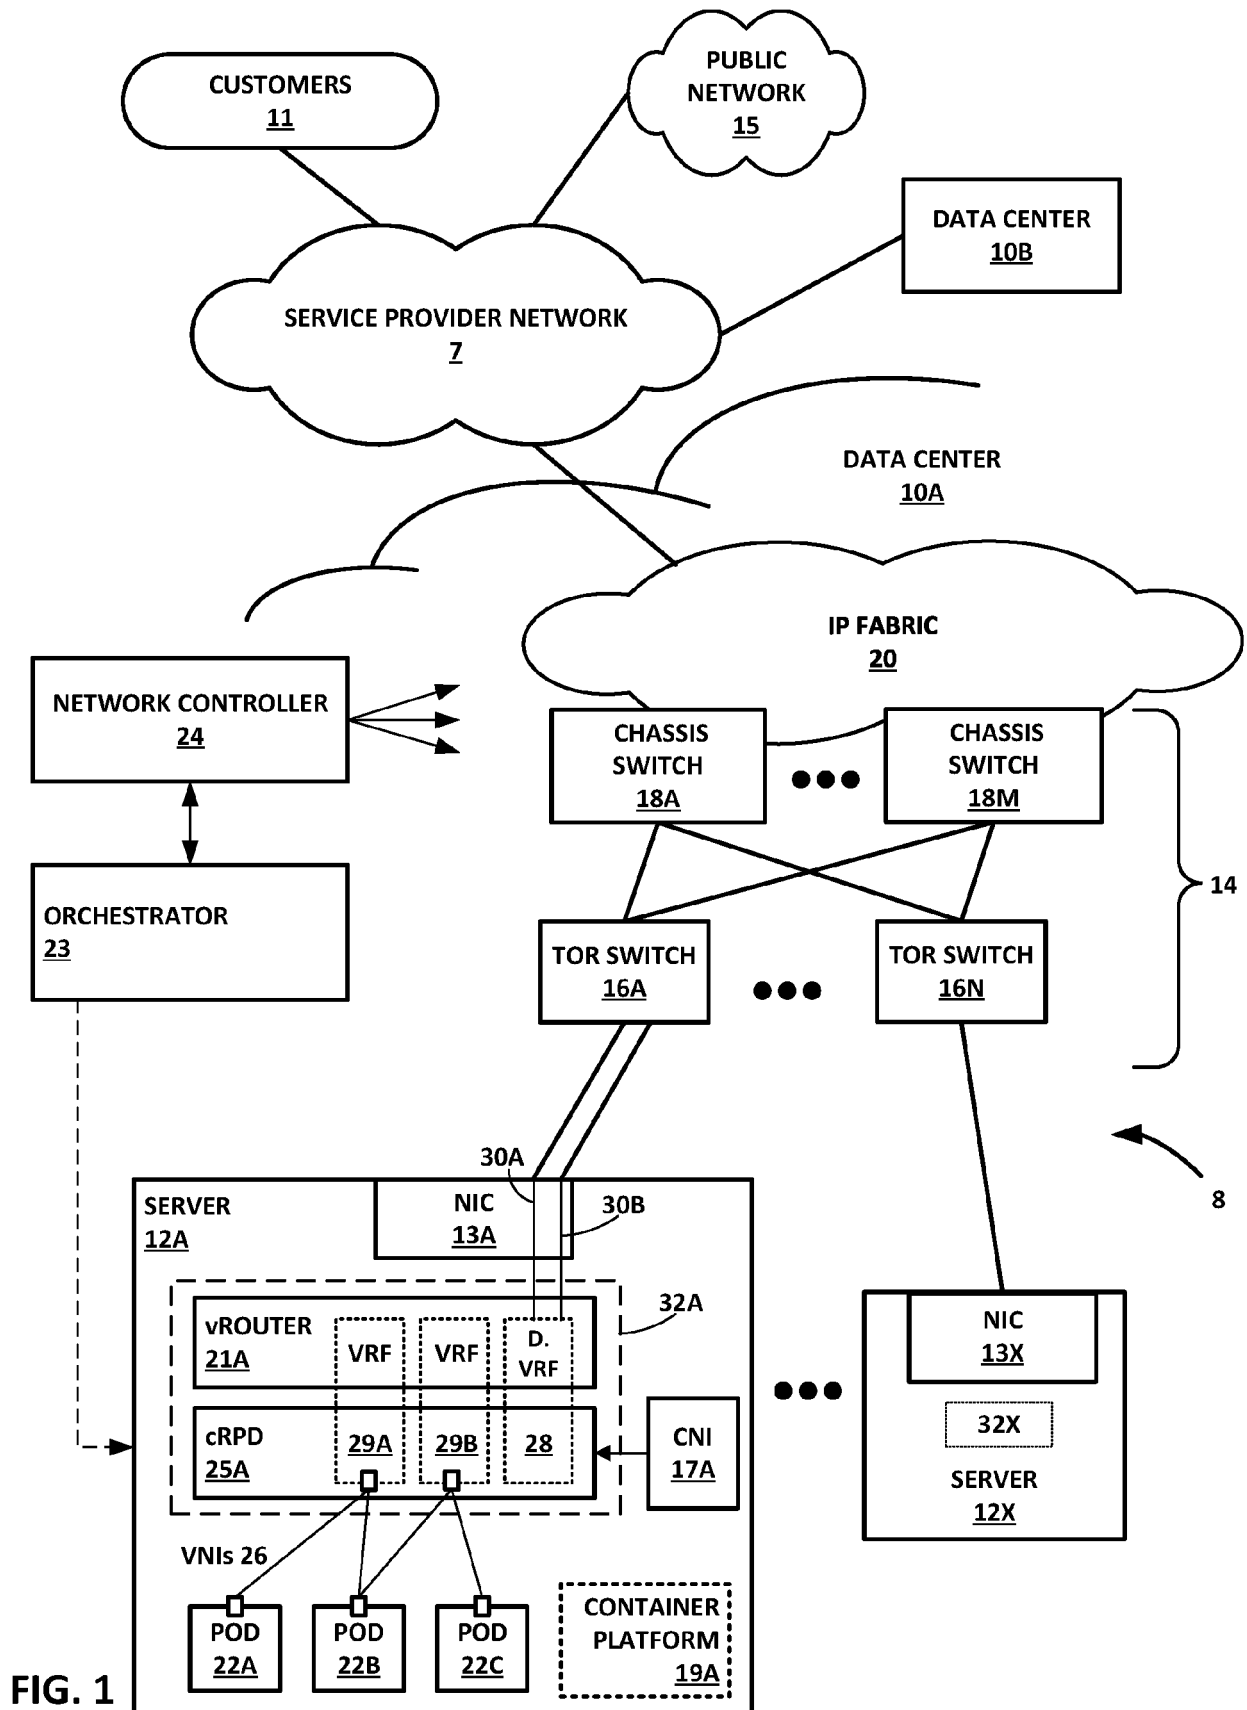 CUSTOMERS
11
PUBLIC
NETWORK
15
DATA CENTER
10B
SERVICE PROVIDER NETWORK
7
DATA CENTER
10A
IP FABRIC
20
NETWORK CONTROLLER
24
CHASSIS
SWITCH
18A
CHASSIS
SWITCH
18M
14
ORCHESTRATOR
23
TOR SWITCH
16A
TOR SWITCH
16N
8
30A
30B
SERVER
12A
NIC
13A
32A
vROUTER
21A
VRF
VRF
D.
VRF
cRPD
25A
29A
29B
28
CNI
17A
NIC
13X
32X
SERVER
12X
VNIs 26
POD
22A
POD
22B
POD
22C
CONTAINER
PLATFORM
19A
FIG. 1